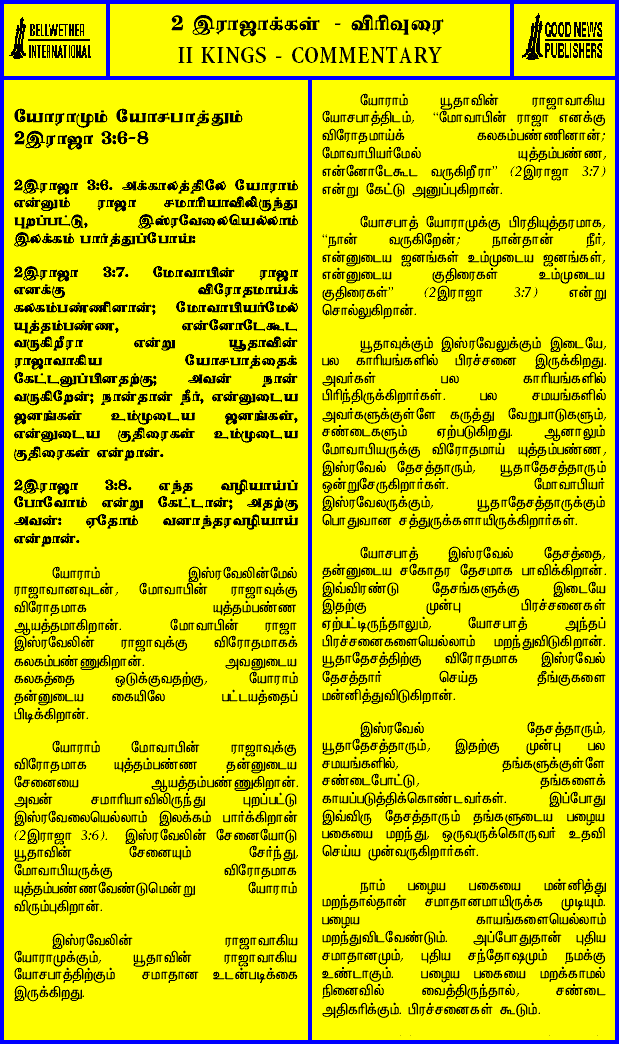 BELLWETHER
INTERNATIONAL
2 இராஜாக்கள் - விரிவுரை
II KINGS - COMMENTARY
GOOD NEWS
PUBLISHERS
யோராமும் யோசபாத்தும்
2இராஜா 3:6-8
2இராஜா 3:6. அக்காலத்திலே யோராம்
என்னும் ராஜா சமாரியாவிலிருந்து
புறப்பட்டு, இஸ்ரவேலையெல்லாம்
இலக்கம் பார்த்துப்போய்:
2இராஜா 3:7. மோவாபின் ராஜா
எனக்கு விரோதமாய்க்
கலகம்பண்ணினான்; மோவாபியர்மேல்
யுத்தம்பண்ண, என்னோடேகூட
வருகிறீரா என்று யூதாவின்
ராஜாவாகிய யோசபாத்தைக்
கேட்டனுப்பினதற்கு; அவன் நான்
வருகிறேன்; நான்தான் நீர், என்னுடைய
ஜனங்கள் உம்முடைய ஜனங்கள்,
என்னுடைய குதிரைகள் உம்முடைய
குதிரைகள் என்றான்.
2இராஜா 3:8. எந்த வழியாய்ப்
போவோம் என்று கேட்டான்; அதற்கு
அவன்: ஏதோம் வனாந்தரவழியாய்
என்றான்.
யோராம் இஸ்ரவேலின்மேல்
ராஜாவானவுடன், மோவாபின் ராஜாவுக்கு
விரோதமாக யுத்தம்பண்ண
ஆயத்தமாகிறான். மோவாபின் ராஜா
இஸ்ரவேலின் ராஜாவுக்கு விரோதமாகக்
கலகம்பண்ணுகிறான். அவனுடைய
கலகத்தை ஒடுக்குவதற்கு, யோராம்
தன்னுடைய கையிலே பட்டயத்தைப்
பிடிக்கிறான்.
யோராம் மோவாபின் ராஜாவுக்கு
விரோதமாக யுத்தம்பண்ண தன்னுடைய
சேனையை ஆயத்தம்பண்ணுகிறான்.
அவன் சமாரியாவிலிருந்து புறப்பட்டு
இஸ்ரவேலையெல்லாம் இலக்கம் பார்க்கிறான்
(2இராஜா 3:6). இஸ்ரவேலின் சேனையோடு
யூதாவின் சேனையும் சேர்ந்து,
மோவாபியருக்கு விரோதமாக
யுத்தம்பண்ணவேண்டுமென்று யோராம்
விரும்புகிறான்.
இஸ்ரவேலின் ராஜாவாகிய
யோராமுக்கும், யூதாவின் ராஜாவாகிய
யோசபாத்திற்கும் சமாதான உடன்படிக்கை
இருக்கிறது.
யோராம் யூதாவின் ராஜாவாகிய
யோசபாத்திடம், “மோவாபின் ராஜா எனக்கு
விரோதமாய்க் கலகம்பண்ணினான்;
மோவாபியர்மேல் யுத்தம்பண்ண,
என்னோடேகூட வருகிறீரா” (2இராஜா 3:7)
என்று கேட்டு அனுப்புகிறான்.
யோசபாத் யோராமுக்கு பிரதியுத்தரமாக,
“நான் வருகிறேன்; நான்தான் நீர்,
என்னுடைய ஜனங்கள் உம்முடைய ஜனங்கள்,
என்னுடைய குதிரைகள் உம்முடைய
குதிரைகள்” (2இராஜா 3:7) என்று
சொல்லுகிறான்.
யூதாவுக்கும் இஸ்ரவேலுக்கும் இடையே,
பல காரியங்களில் பிரச்சனை இருக்கிறது.
அவர்கள் பல காரியங்களில்
பிரிந்திருக்கிறார்கள். பல சமயங்களில்
அவர்களுக்குள்ளே கருத்து வேறுபாடுகளும்,
சண்டைகளும் ஏற்படுகிறது. ஆனாலும்
மோவாபியருக்கு விரோதமாய் யுத்தம்பண்ண,
இஸ்ரவேல் தேசத்தாரும், யூதாதேசத்தாரும்
ஒன்றுசேருகிறார்கள். மோவாபியர்
இஸ்ரவேலருக்கும், யூதாதேசத்தாருக்கும்
பொதுவான சத்துருக்களாயிருக்கிறார்கள்.
யோசபாத் இஸ்ரவேல் தேசத்தை,
தன்னுடைய சகோதர தேசமாக பாவிக்கிறான்.
இவ்விரண்டு தேசங்களுக்கு இடையே
இதற்கு முன்பு பிரச்சனைகள்
ஏற்பட்டிருந்தாலும், யோசபாத் அந்தப்
பிரச்சனைகளையெல்லாம் மறந்துவிடுகிறான்.
யூதாதேசத்திற்கு விரோதமாக இஸ்ரவேல்
தேசத்தார் செய்த தீங்குகளை
மன்னித்துவிடுகிறான்.
இஸ்ரவேல் தேசத்தாரும்,
யூதாதேசத்தாரும், இதற்கு முன்பு பல
சமயங்களில், தங்களுக்குள்ளே
சண்டைபோட்டு, தங்களைக்
காயப்படுத்திக்கொண்டவர்கள். இப்போது
இவ்விரு தேசத்தாரும் தங்களுடைய பழைய
பகையை மறந்து, ஒருவருக்கொருவர் உதவி
செய்ய முன்வருகிறார்கள்.
நாம் பழைய பகையை மன்னித்து
மறந்தால்தான் சமாதானமாயிருக்க முடியும்.
பழைய காயங்களையெல்லாம்
மறந்துவிடவேண்டும். அப்போதுதான் புதிய
சமாதானமும், புதிய சந்தோஷமும் நமக்கு
உண்டாகும். பழைய பகையை மறக்காமல்
நினைவில் வைத்திருந்தால், சண்டை
அதிகரிக்கும். பிரச்சனைகள் கூடும்.